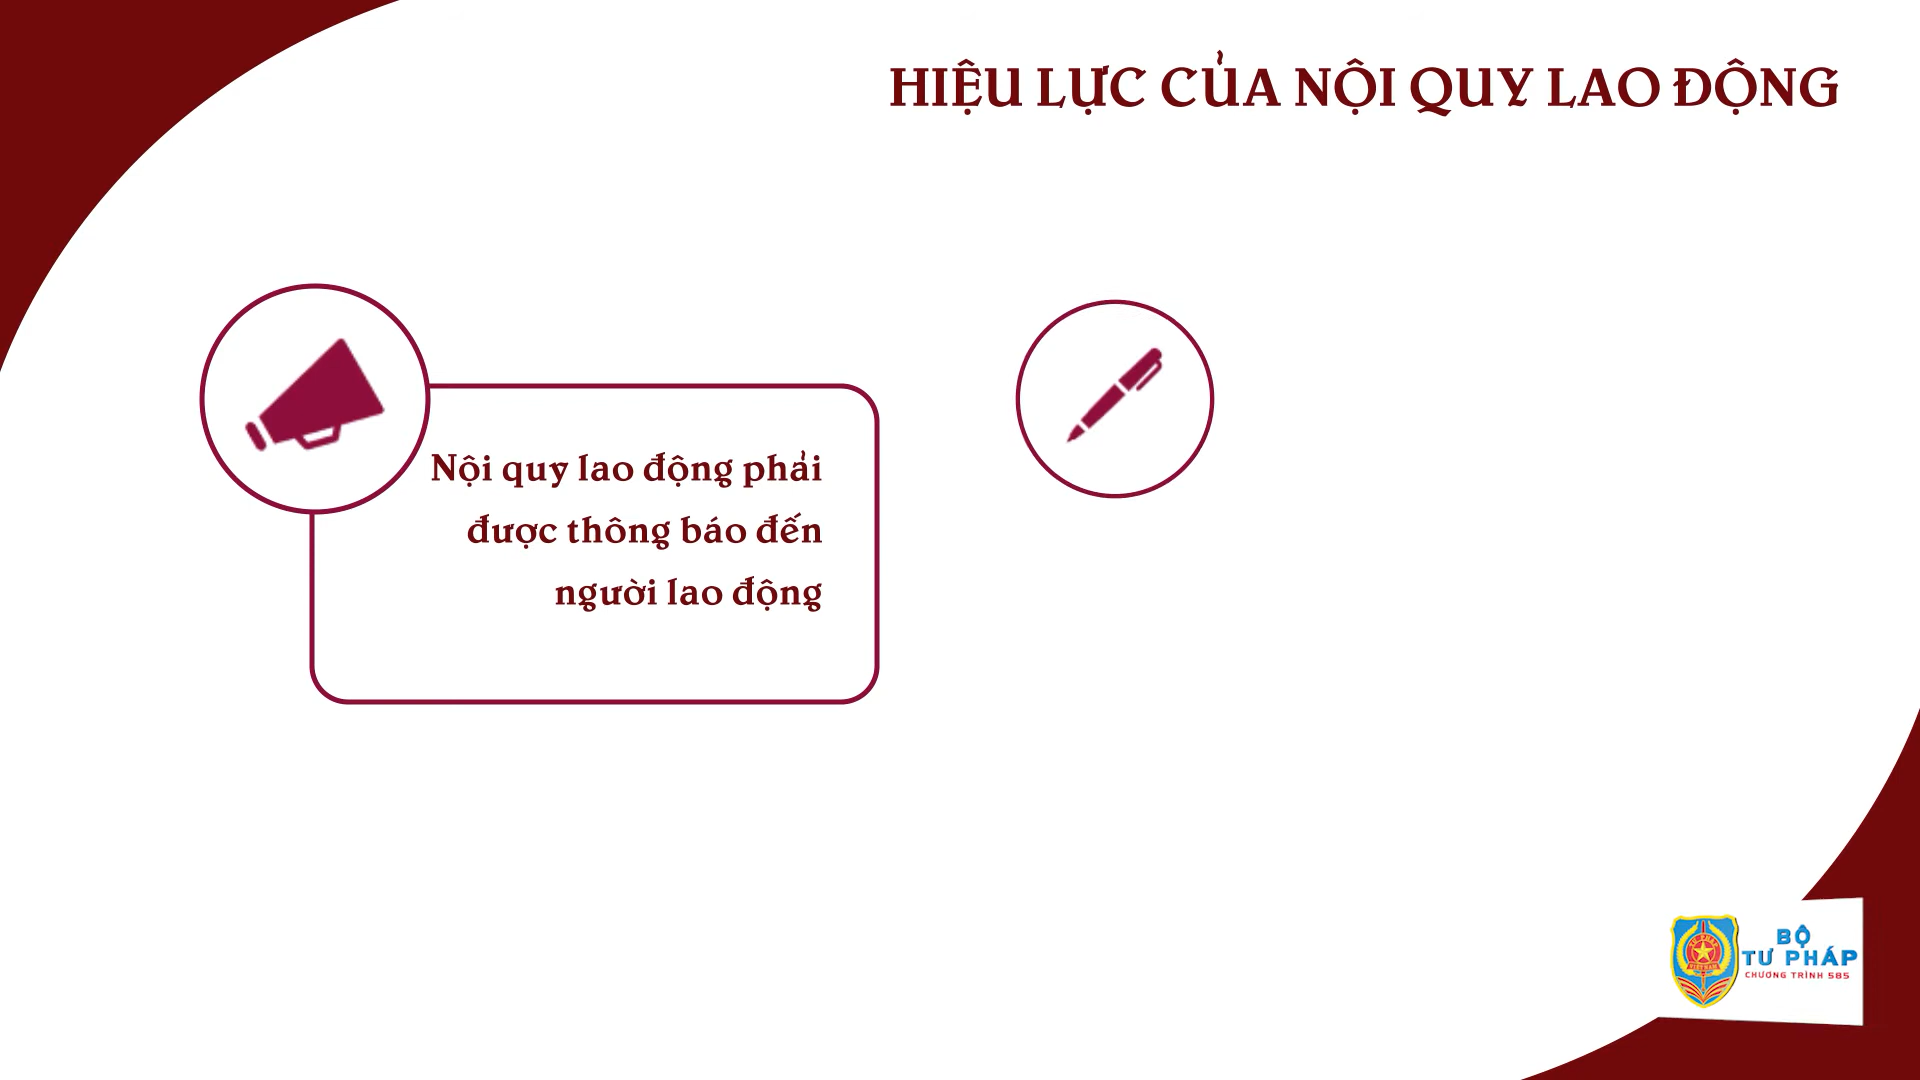 HIỆU LỰC CỦA NỘI QUY LAO ĐỘNG
Nội quy lao động phải
được thông báo đến
người lao động
BỘ
TƯ PHÁP
CHƯƠNG TRÌNH 585